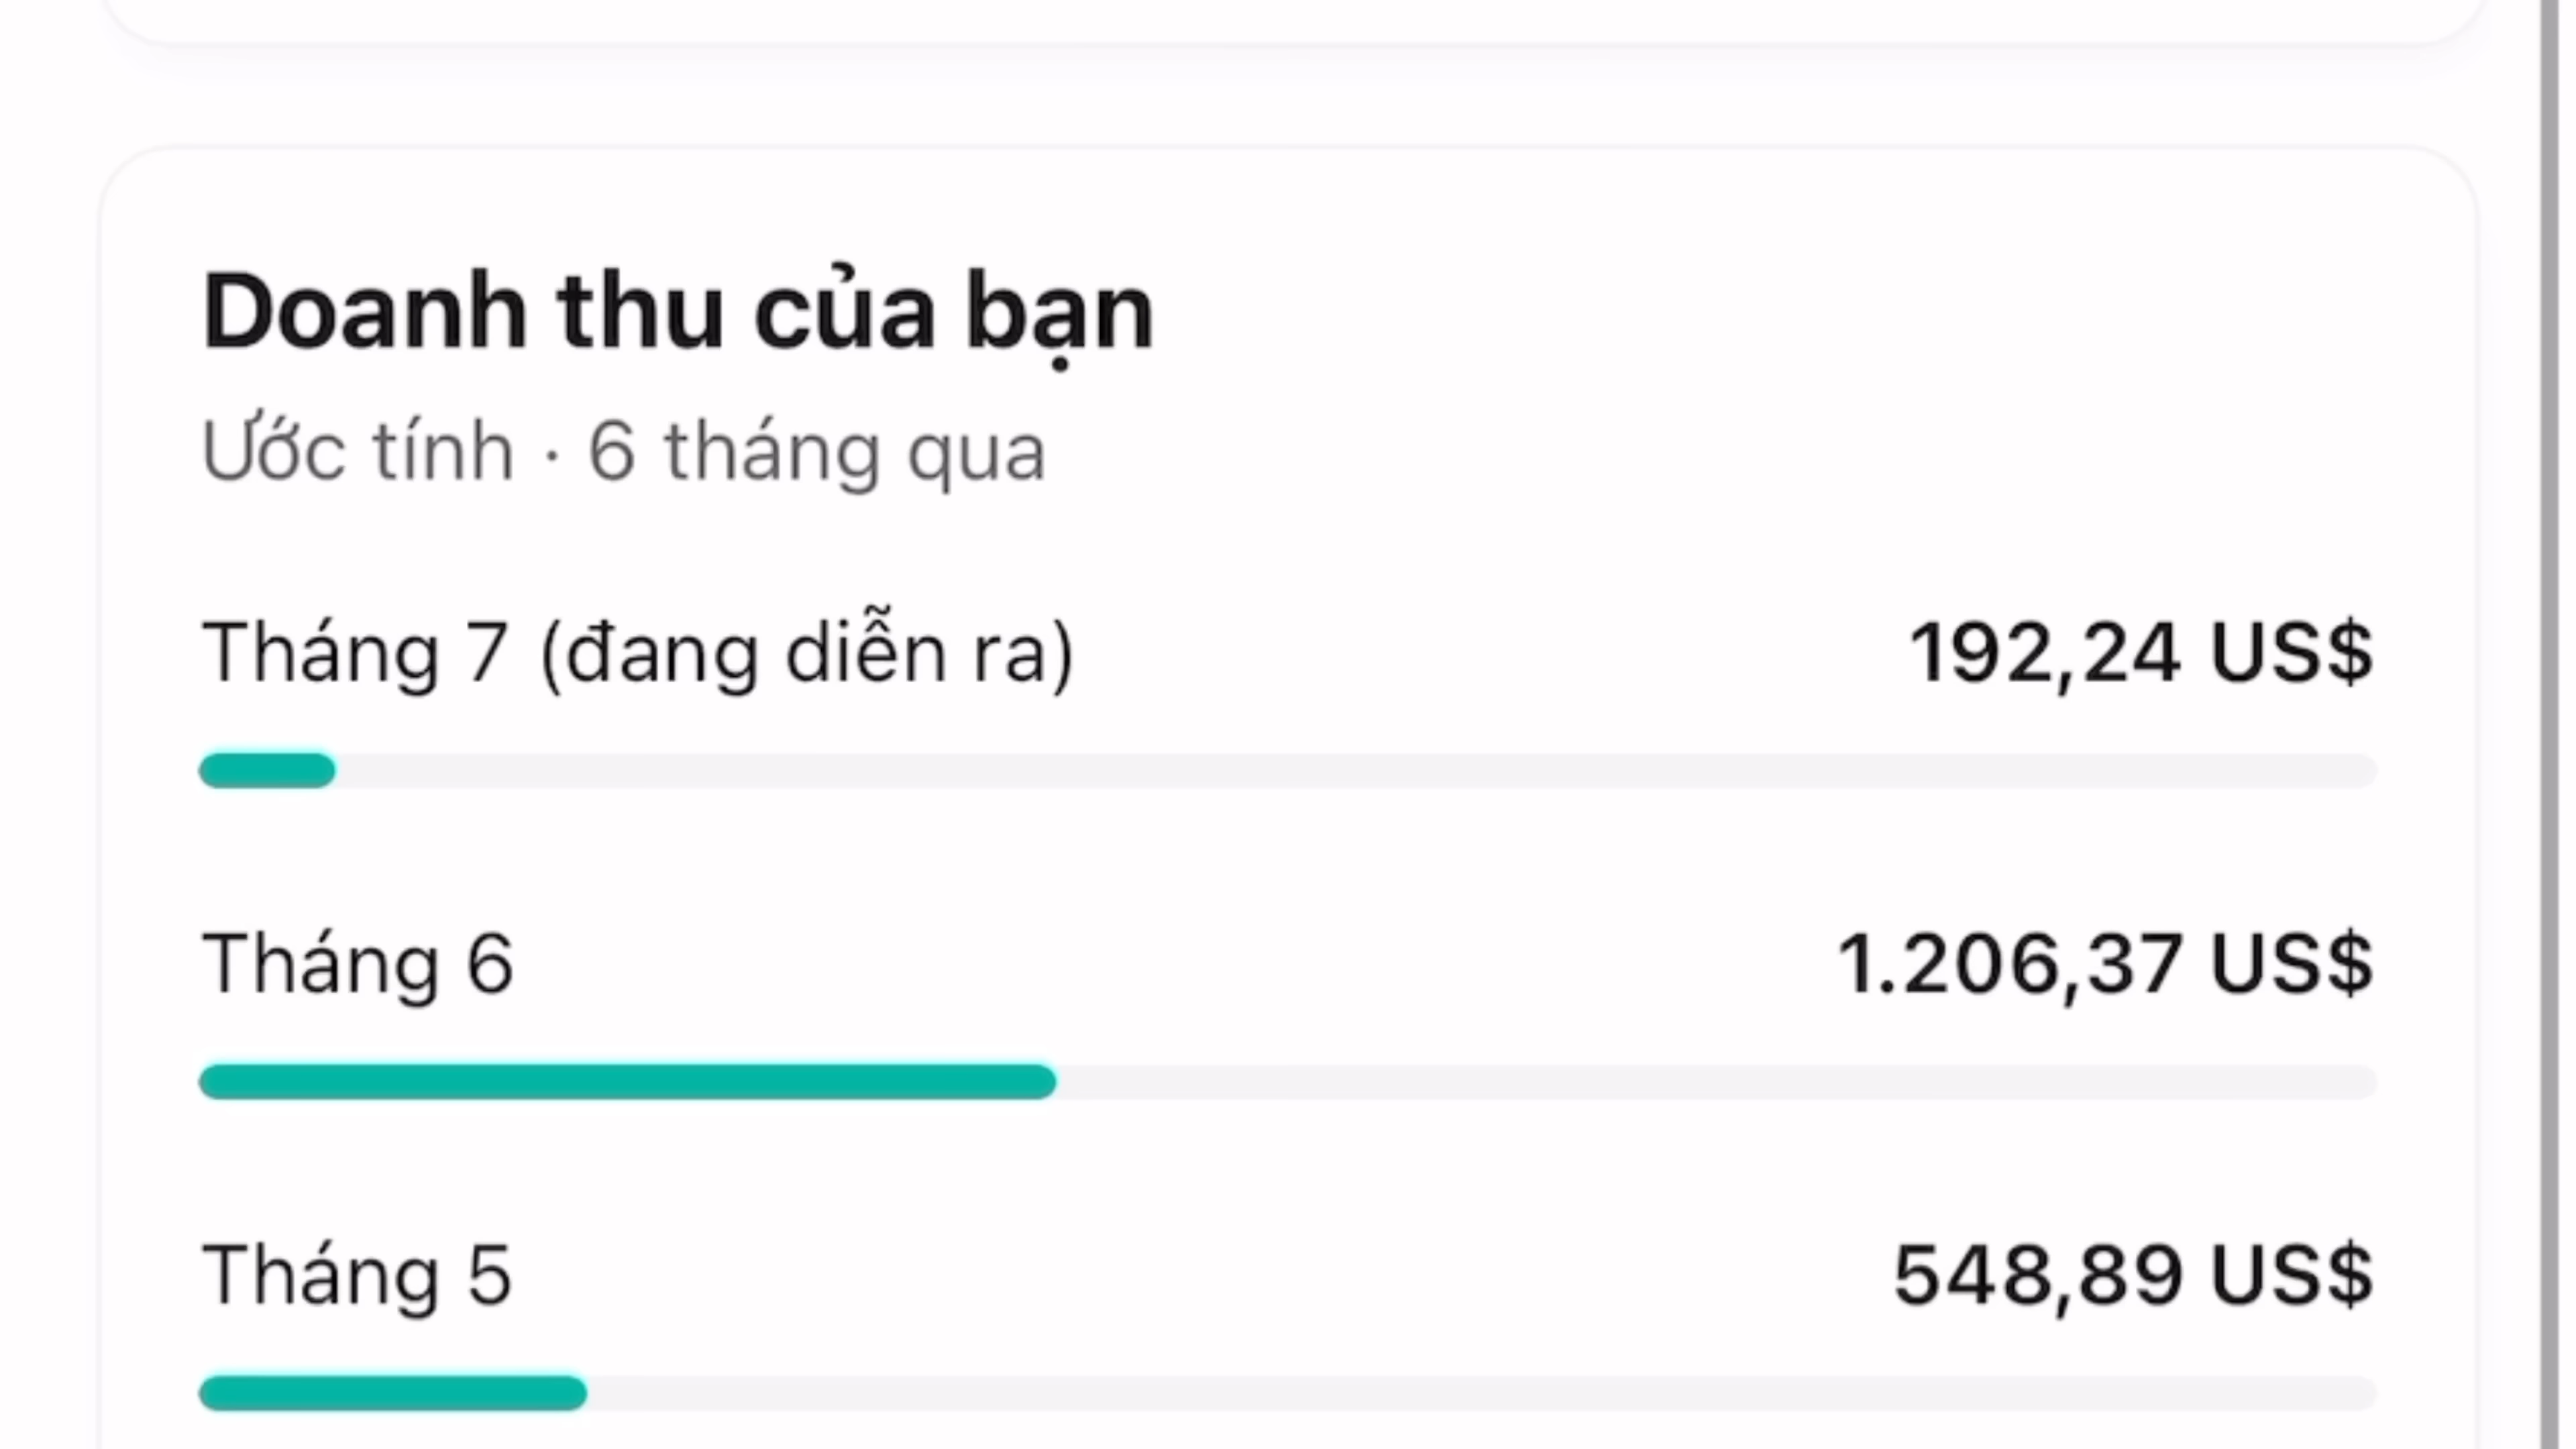 Doanh thu của bạn
Ước tính · 6 tháng qua
Tháng 7 (đang diễn ra) 192,24 US$
Tháng 6 1.206,37 US$
Tháng 5 548,89 US$